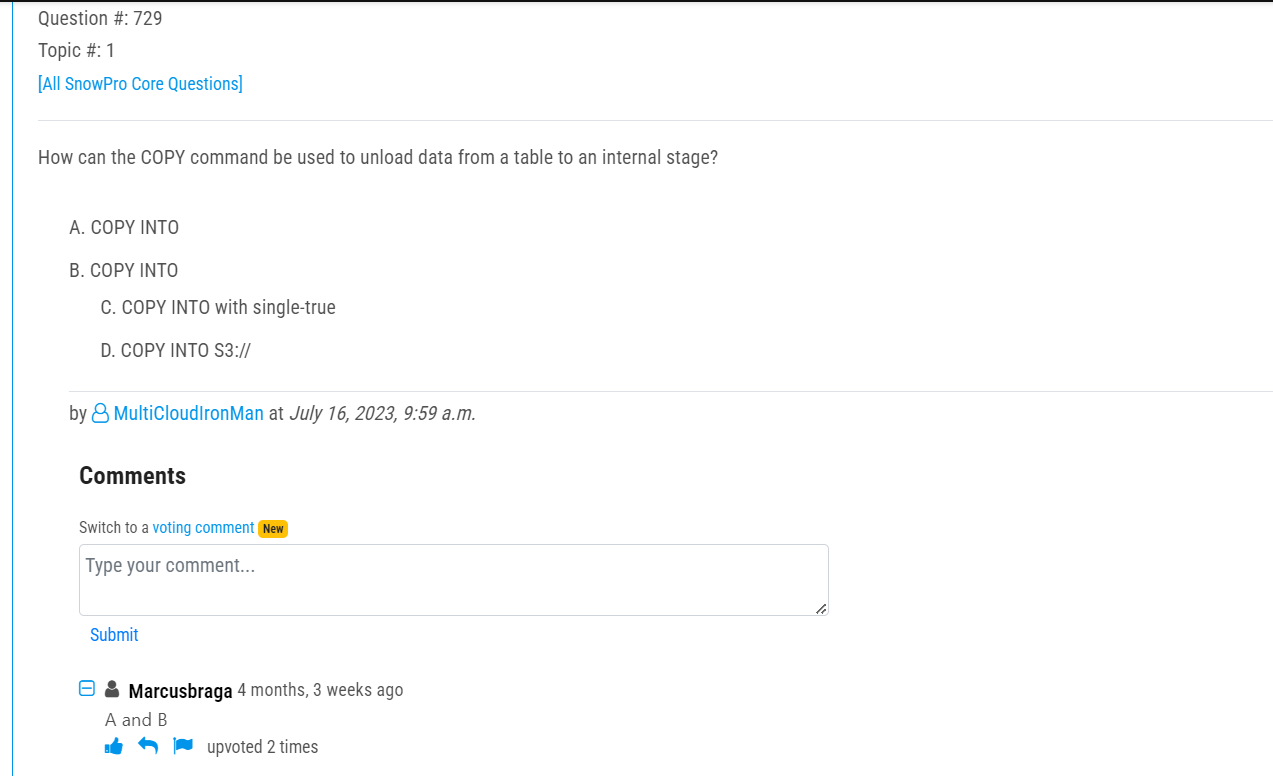 Question #: 729
Topic #: 1
[All SnowPro Core Questions]
How can the COPY command be used to unload data from a table to an internal stage?
A. COPY INTO
B. COPY INTO
C. COPY INTO with single-true
D. COPY INTO S3://
by MultiCloudIronMan at July 16, 2023, 9:59 a.m.
Comments
Switch to a voting comment New
Type your comment...
Submit
Marcusbraga 4 months, 3 weeks ago
A and B
upvoted 2 times